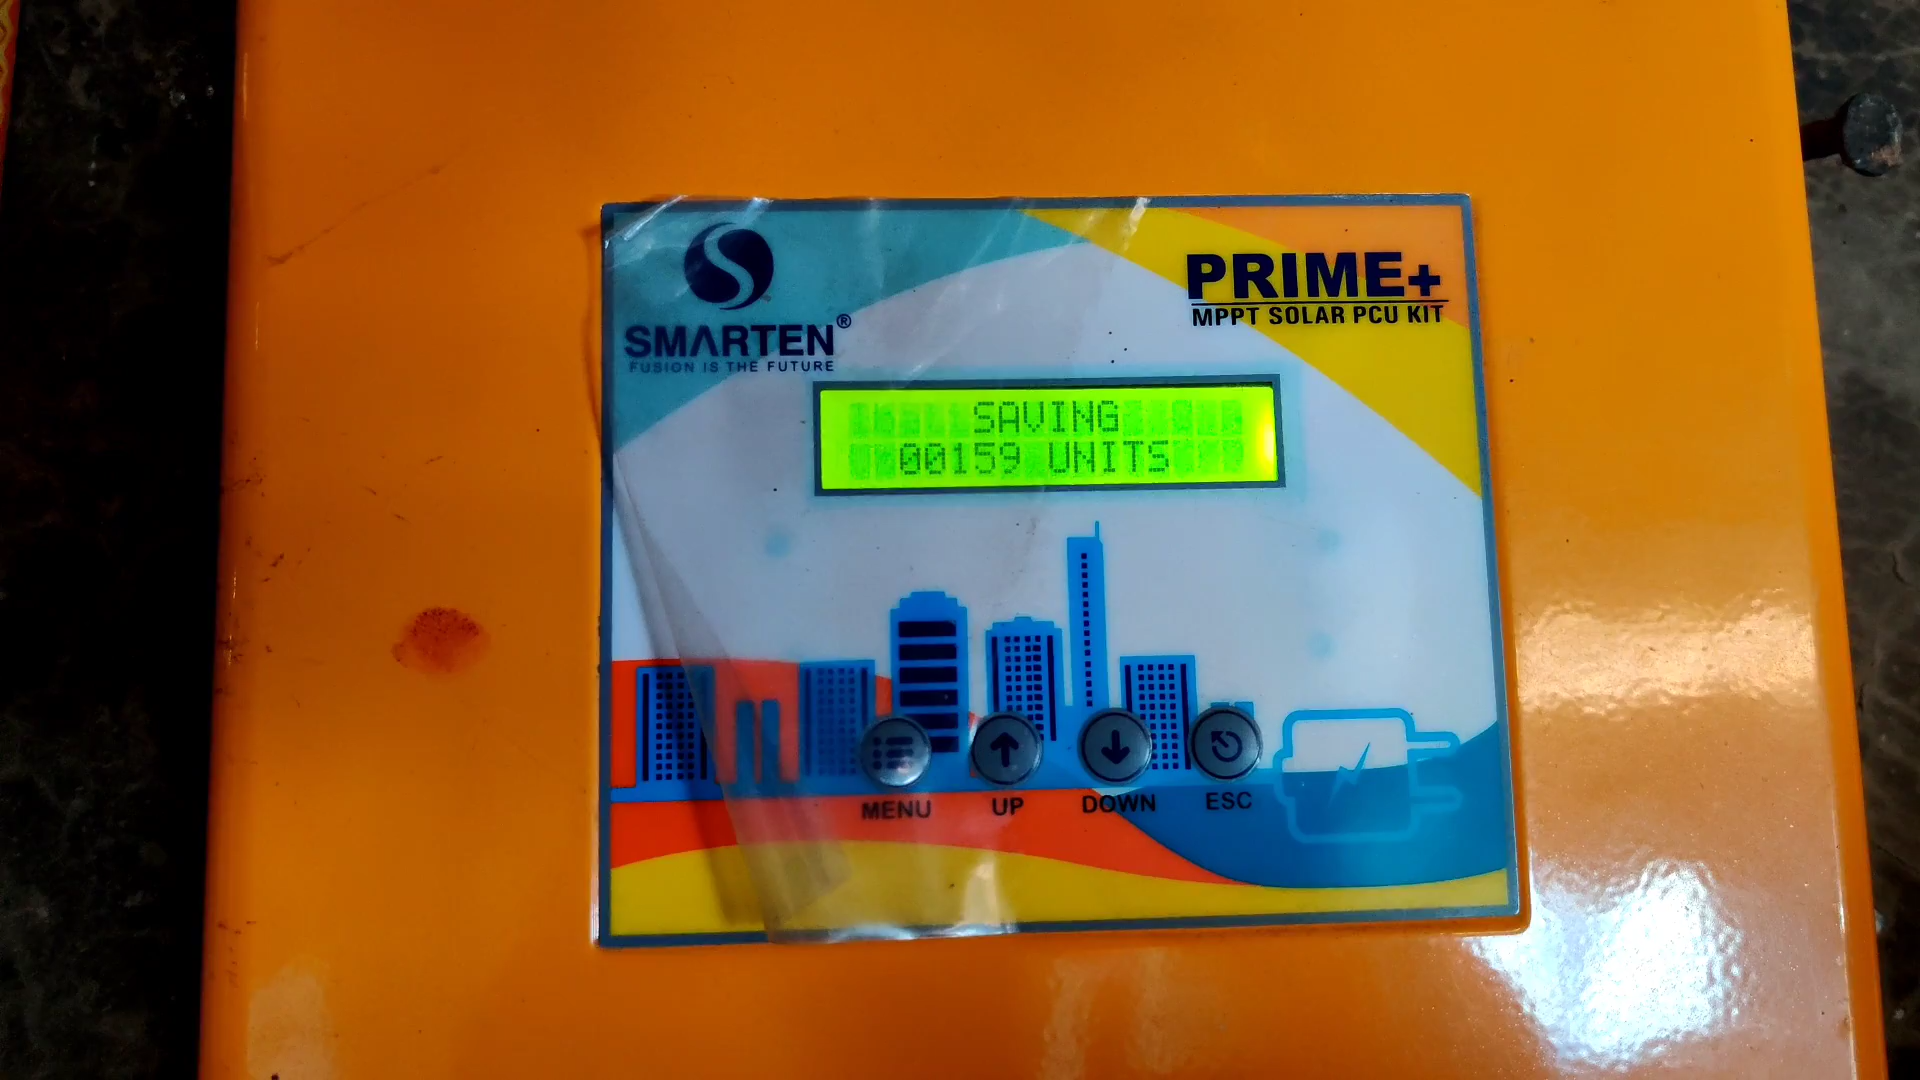 SMARTEN®
FUSION IS THE FUTURE
PRIME+
MPPT SOLAR PCU KIT
SAVING
00159 UNITS
MENU
UP
DOWN
ESC